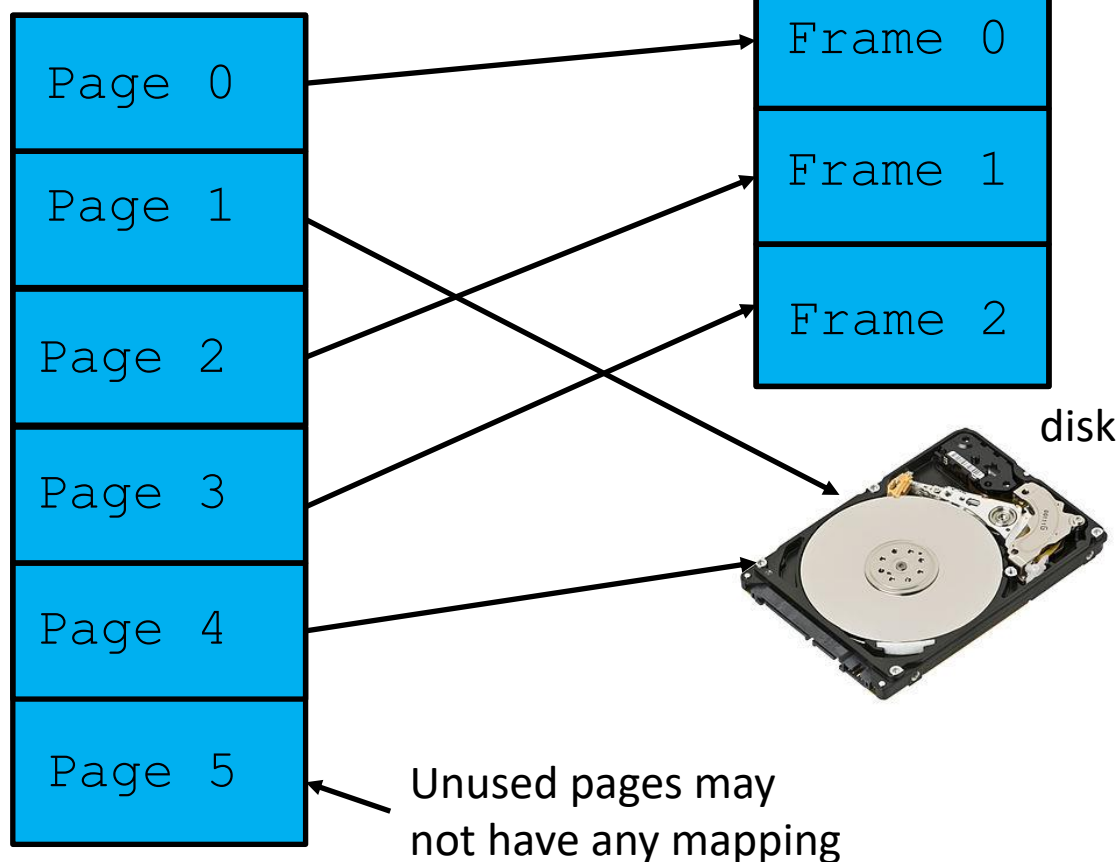 Page 0
Page 1
Page 2
Page 3
Page 4
Page 5
Frame 0
Frame 1
Frame 2
disk
Unused pages may
not have any mapping